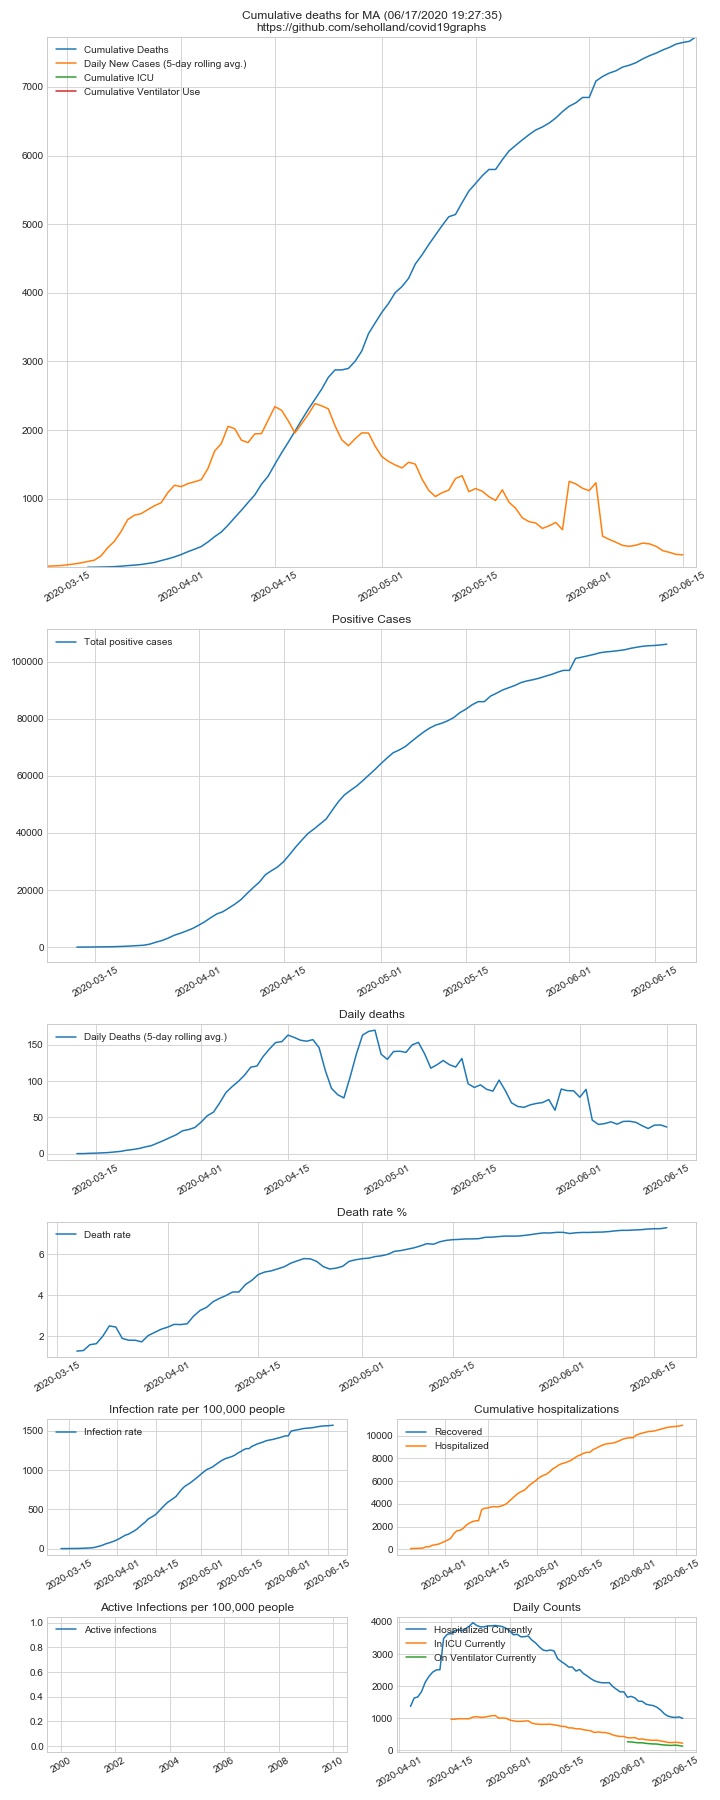 Cumulative deaths for MA (06/17/2020 19:27:35)
https://github.com/seholland/covid19graphs
Cumulative Deaths
Daily New Cases (5-day rolling avg.)
Cumulative ICU
Cumulative Ventilator Use
7000
6000
5000
4000
3000
2000
1000
2020-03-15 2020-04-01 2020-04-15 2020-05-01 2020-05-15 2020-06-01 2020-06-15
Positive Cases
Total positive cases
100000
80000
60000
40000
20000
0
2020-03-15 2020-04-01 2020-04-15 2020-05-01 2020-05-15 2020-06-01 2020-06-15
Daily deaths
Daily Deaths (5-day rolling avg.)
150
100
50
0
2020-03-15 2020-04-01 2020-04-15 2020-05-01 2020-05-15 2020-06-01 2020-06-15
Death rate %
Death rate
6
4
2
2020-03-15 2020-04-01 2020-04-15 2020-05-01 2020-05-15 2020-06-01 2020-06-15
Infection rate per 100,000 people
Infection rate
1500
1000
500
0
2020-03-15 2020-04-01 2020-04-15 2020-05-01 2020-05-15 2020-06-01 2020-06-15
Cumulative hospitalizations
Recovered
Hospitalized
10000
8000
6000
4000
2000
0
2020-04-01 2020-04-15 2020-05-01 2020-05-15 2020-06-01 2020-06-15
Active Infections per 100,000 people
Active infections
1.0
0.8
0.6
0.4
0.2
0.0
2000 2002 2004 2006 2008 2010
Daily Counts
Hospitalized Currently
In ICU Currently
On Ventilator Currently
4000
3000
2000
1000
0
2020-04-01 2020-04-15 2020-05-01 2020-05-15 2020-06-01 2020-06-15